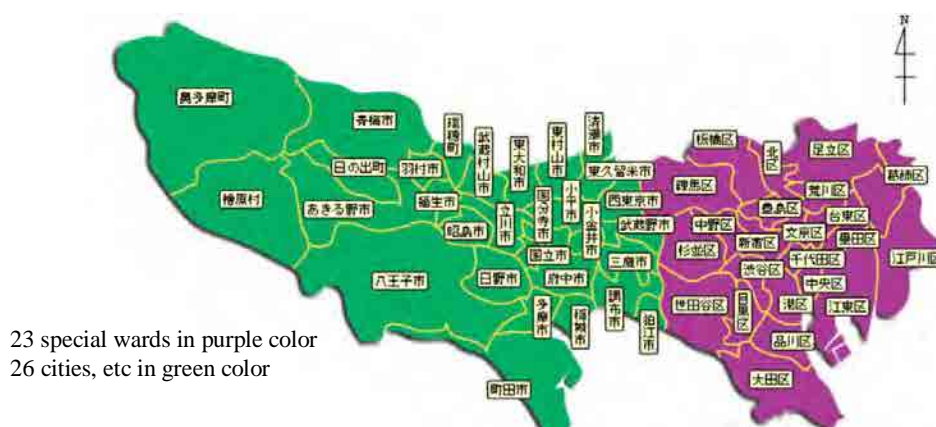 N
奥多摩町
青梅市
瑞穂町
武蔵村山市
東大和市
東村山市
清瀬市
日の出町
羽村市
東久留米市
檜原村
あきる野市
福生市
立川市
国分寺市
小平市
小金井市
西東京市
昭島市
武蔵野市
八王子市
日野市
国立市
府中市
三鷹市
多摩市
稲城市
調布市
狛江市
町田市
板橋区
北区
足立区
葛飾区
練馬区
荒川区
豊島区
台東区
中野区
文京区
墨田区
杉並区
新宿区
千代田区
江戸川区
渋谷区
中央区
世田谷区
目黒区
港区
江東区
品川区
大田区
23 special wards in purple color
26 cities, etc in green color